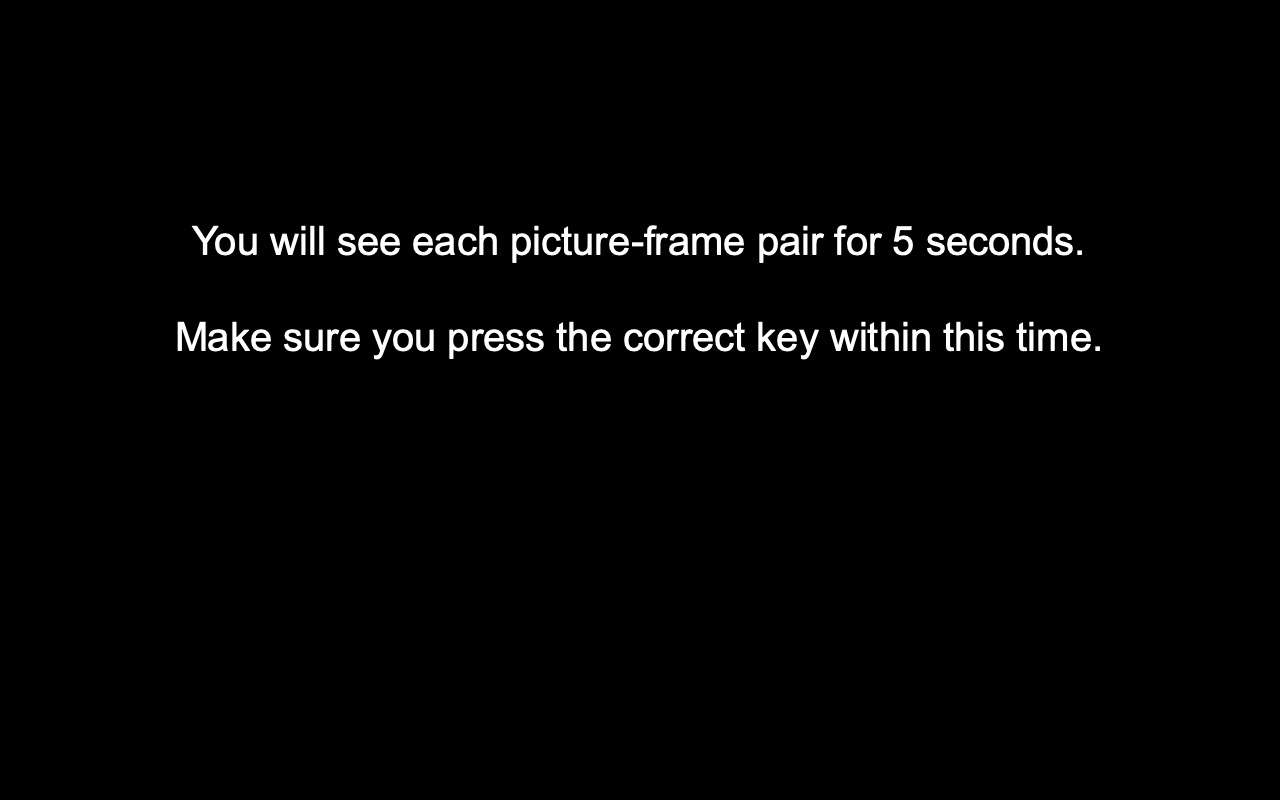 You will see each picture-frame pair for 5 seconds.
Make sure you press the correct key within this time.